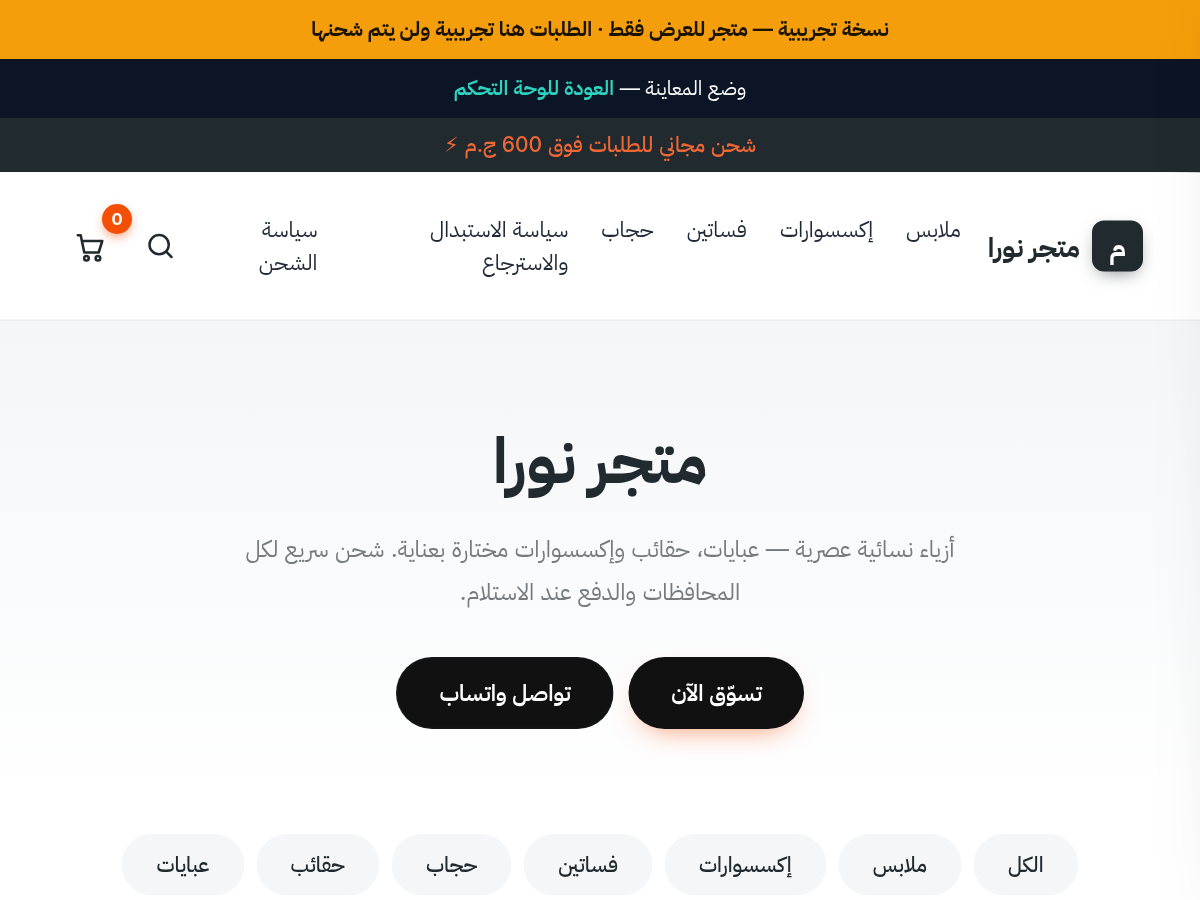 نسخة تجريبية — متجر للعرض فقط · الطلبات هنا تجريبية ولن يتم شحنها
وضع المعاينة — العودة للوحة التحكم
شحن مجاني للطلبات فوق 600 ج.م ⚡
م
متجر نورا
ملابس
إكسسوارات
فساتين
حجاب
سياسة الاستبدال
والاسترجاع
سياسة
الشحن
0
متجر نورا
أزياء نسائية عصرية — عبايات، حقائب وإكسسوارات مختارة بعناية. شحن سريع لكل
المحافظات والدفع عند الاستلام.
تسوّق الآن
تواصل واتساب
الكل
ملابس
إكسسوارات
فساتين
حجاب
حقائب
عبايات